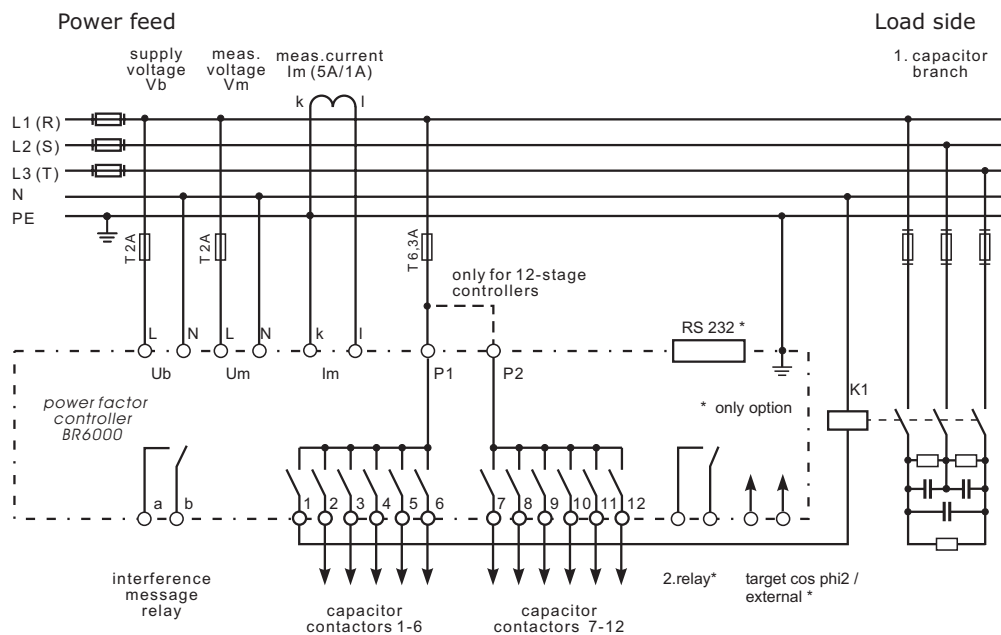 Power feed
Load side
supply
voltage
Vb
meas.
voltage
Vm
meas.current
Im (5A/1A)
1. capacitor
branch
k
l
L1 (R)
L2 (S)
L3 (T)
N
PE
T 2A
T 2A
T 6,3A
only for 12-stage
controllers
L
N
L
N
k
l
RS 232 *
Ub
Um
Im
P1
P2
K1
power factor
controller
BR6000
* only option
a
b
1
2
3
4
5
6
7
8
9
10
11
12
interference
message
relay
capacitor
contactors 1-6
capacitor
contactors 7-12
2.relay*
target cos phi2 /
external *